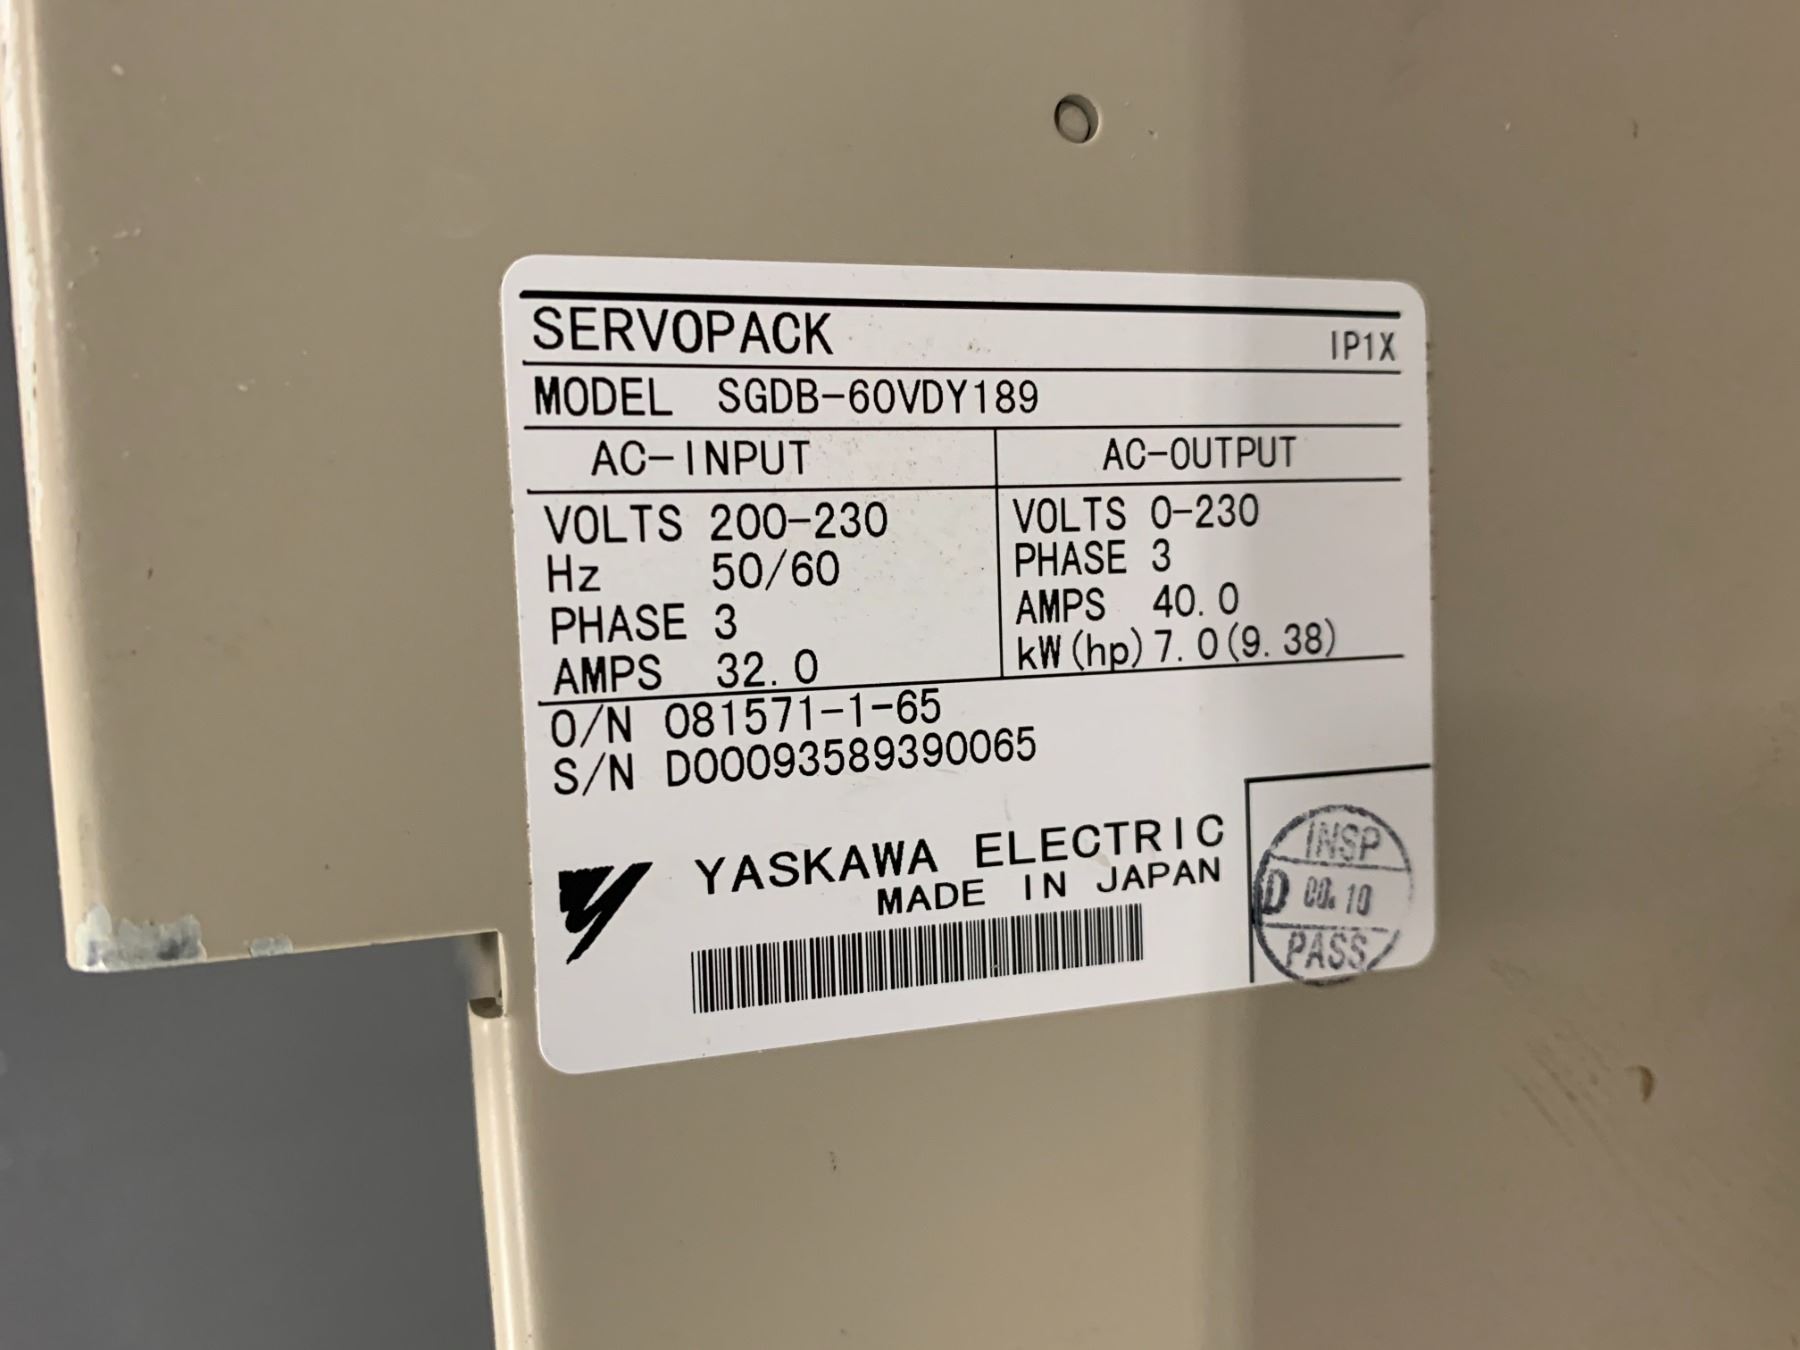 SERVOPACK IP1X
MODEL SGDB-60VDY189
AC-INPUT AC-OUTPUT
VOLTS 200-230 VOLTS 0-230
Hz 50/60 PHASE 3
PHASE 3 AMPS 40.0
AMPS 32.0 kW(hp) 7.0(9.38)
O/N 081571-1-65
S/N D00093589390065
YASKAWA ELECTRIC
MADE IN JAPAN
INSP
D 00.10
PASS